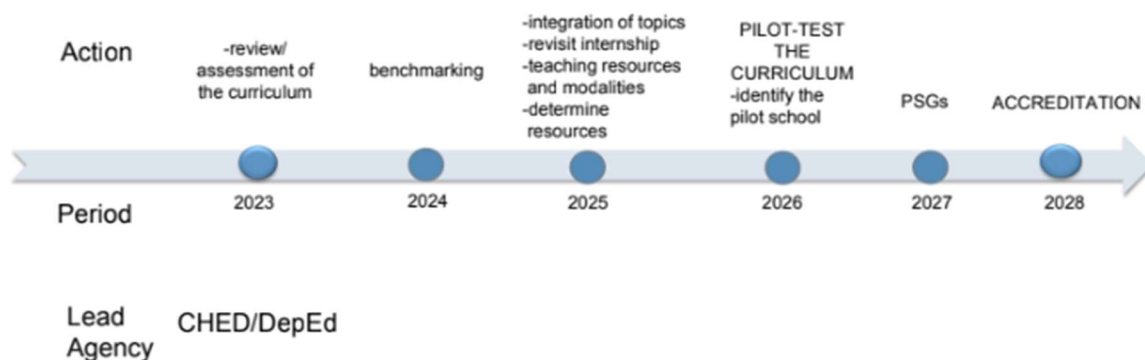 Action
-review/
assessment of
the curriculum
benchmarking
-integration of topics
-revisit internship
-teaching resources
and modalities
-determine
resources
PILOT-TEST
THE
CURRICULUM
-identify the
pilot school
PSGs
ACCREDITATION
Period
2023
2024
2025
2026
2027
2028
Lead
Agency
CHED/DepEd